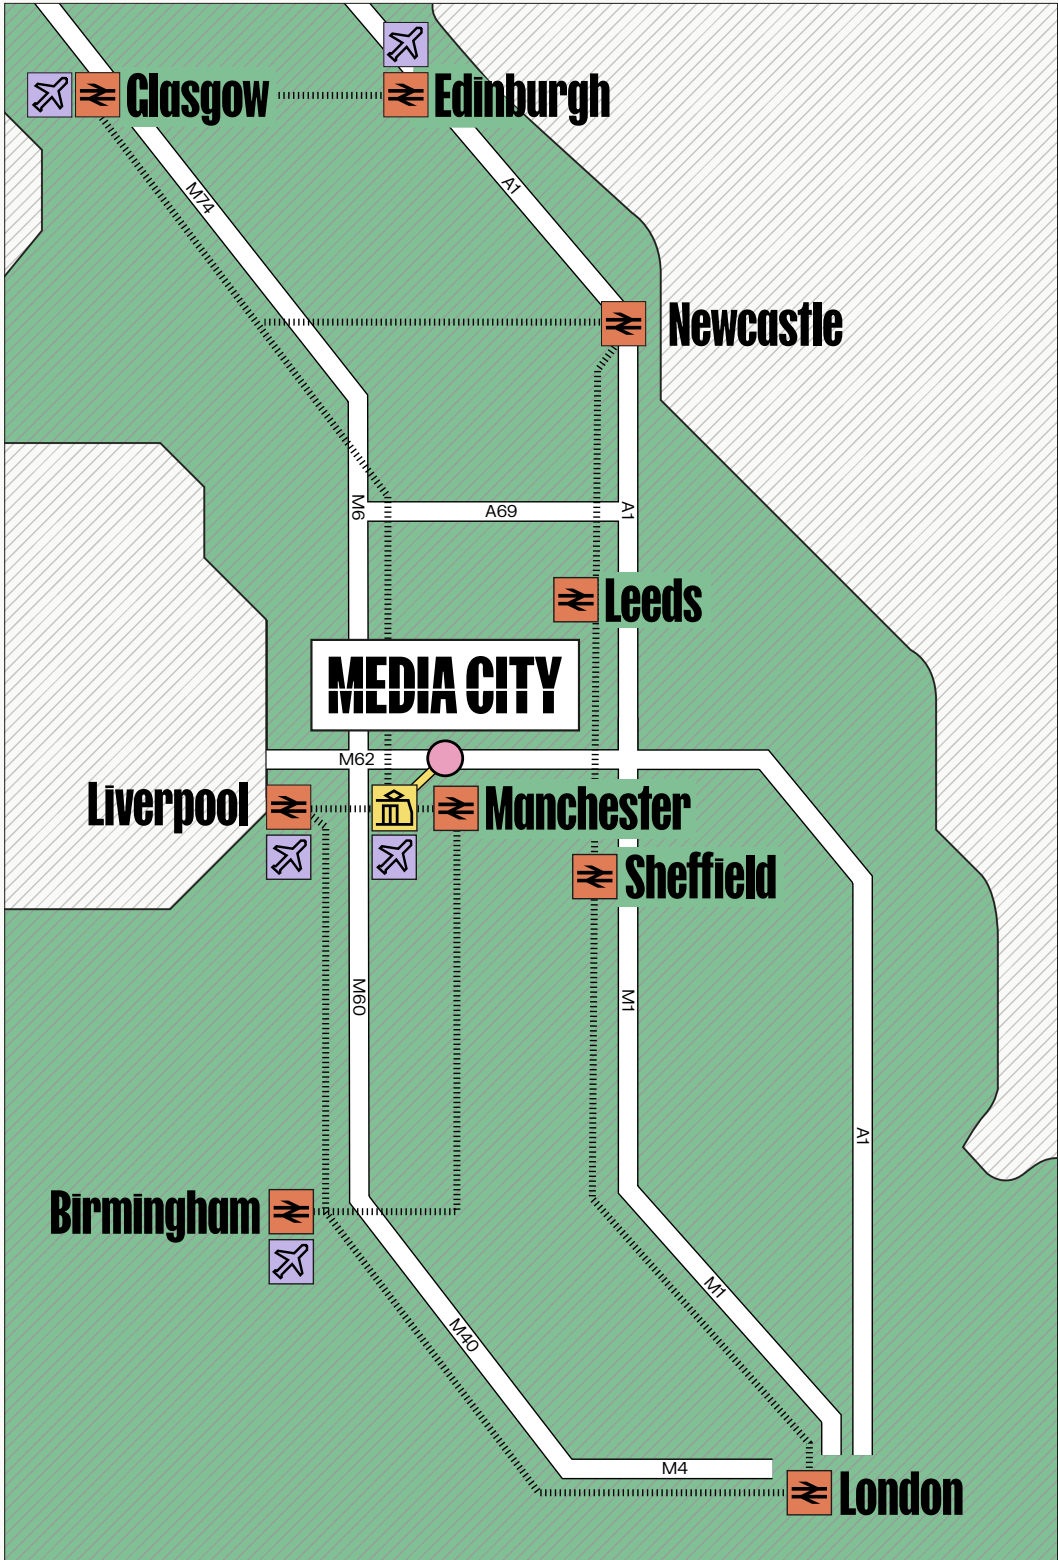 Glasgow
Edinburgh
M74
A1
Newcastle
M6
A69
A1
Leeds
MEDIA CITY
M62
Liverpool
Manchester
Sheffield
M60
M1
A1
Birmingham
M1
M40
M4
London